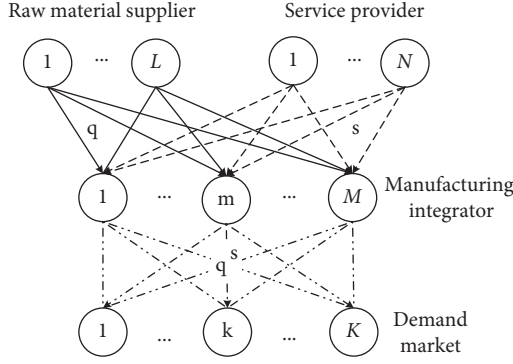 Raw material supplier Service provider
1 ... L 1 ... N
q s
1 ... m ... M Manufacturing
integrator
q s
1 ... k ... K Demand
market